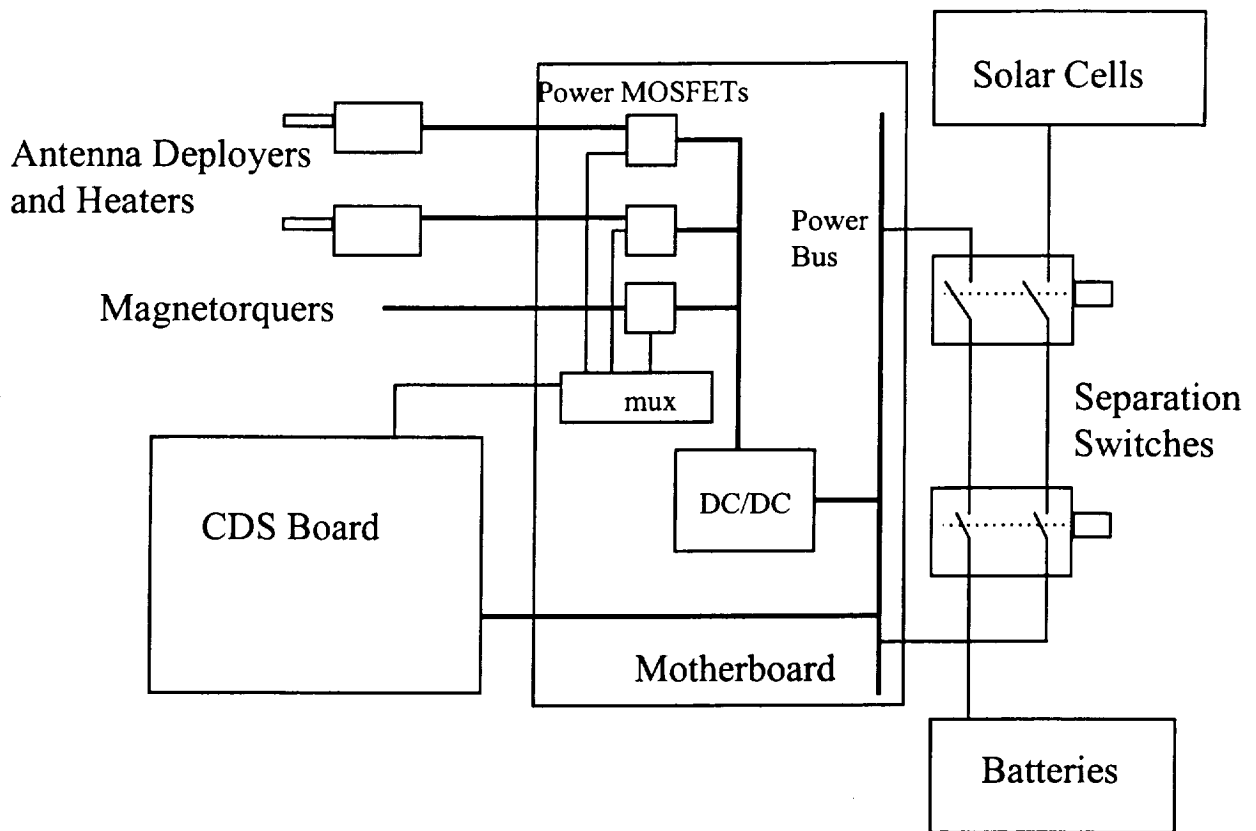 Solar Cells
Power MOSFETs
Antenna Deployers
and Heaters
Power
Bus
Magnetorquers
mux
Separation
Switches
DC/DC
CDS Board
Motherboard
Batteries